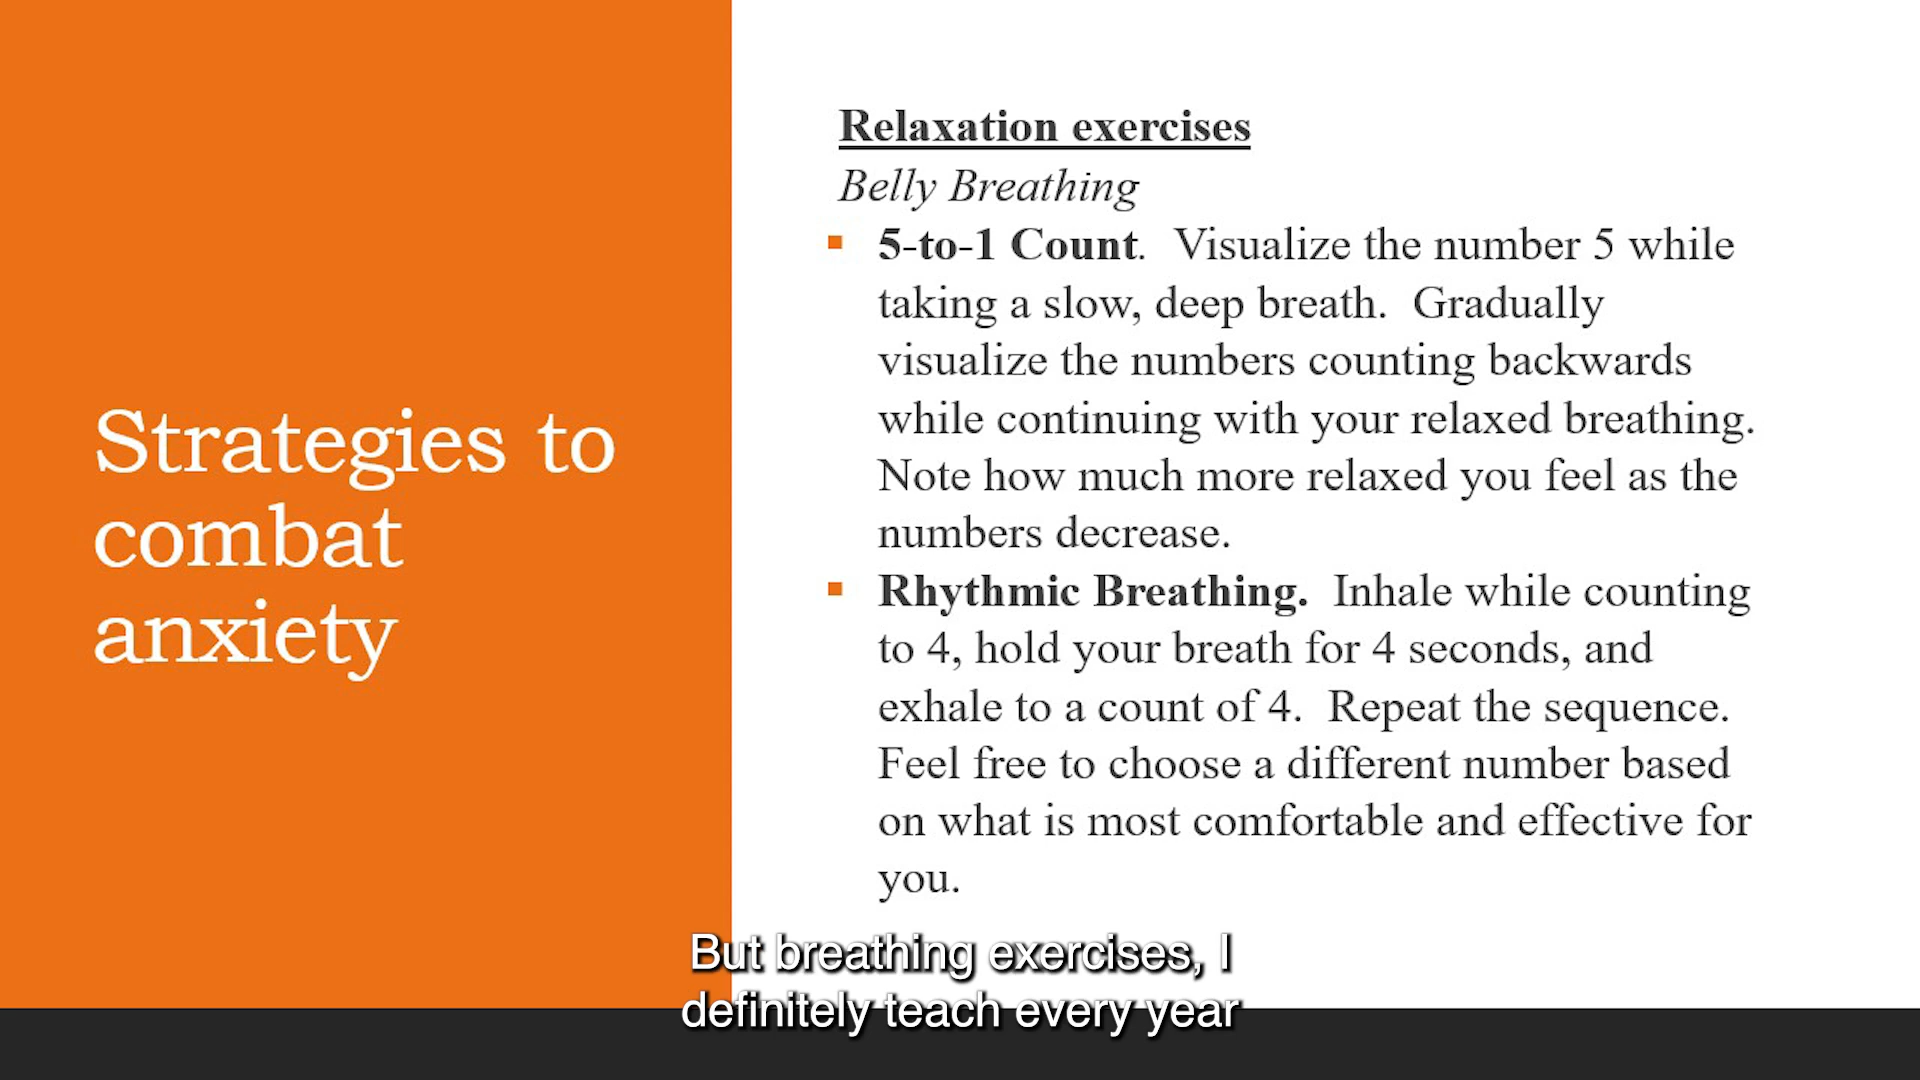 Strategies to
combat
anxiety
Relaxation exercises
Belly Breathing
▪ 5-to-1 Count.  Visualize the number 5 while
taking a slow, deep breath.  Gradually
visualize the numbers counting backwards
while continuing with your relaxed breathing.
Note how much more relaxed you feel as the
numbers decrease.
▪ Rhythmic Breathing.  Inhale while counting
to 4, hold your breath for 4 seconds, and
exhale to a count of 4.  Repeat the sequence.
Feel free to choose a different number based
on what is most comfortable and effective for
you.
But breathing exercises, I
definitely teach every year